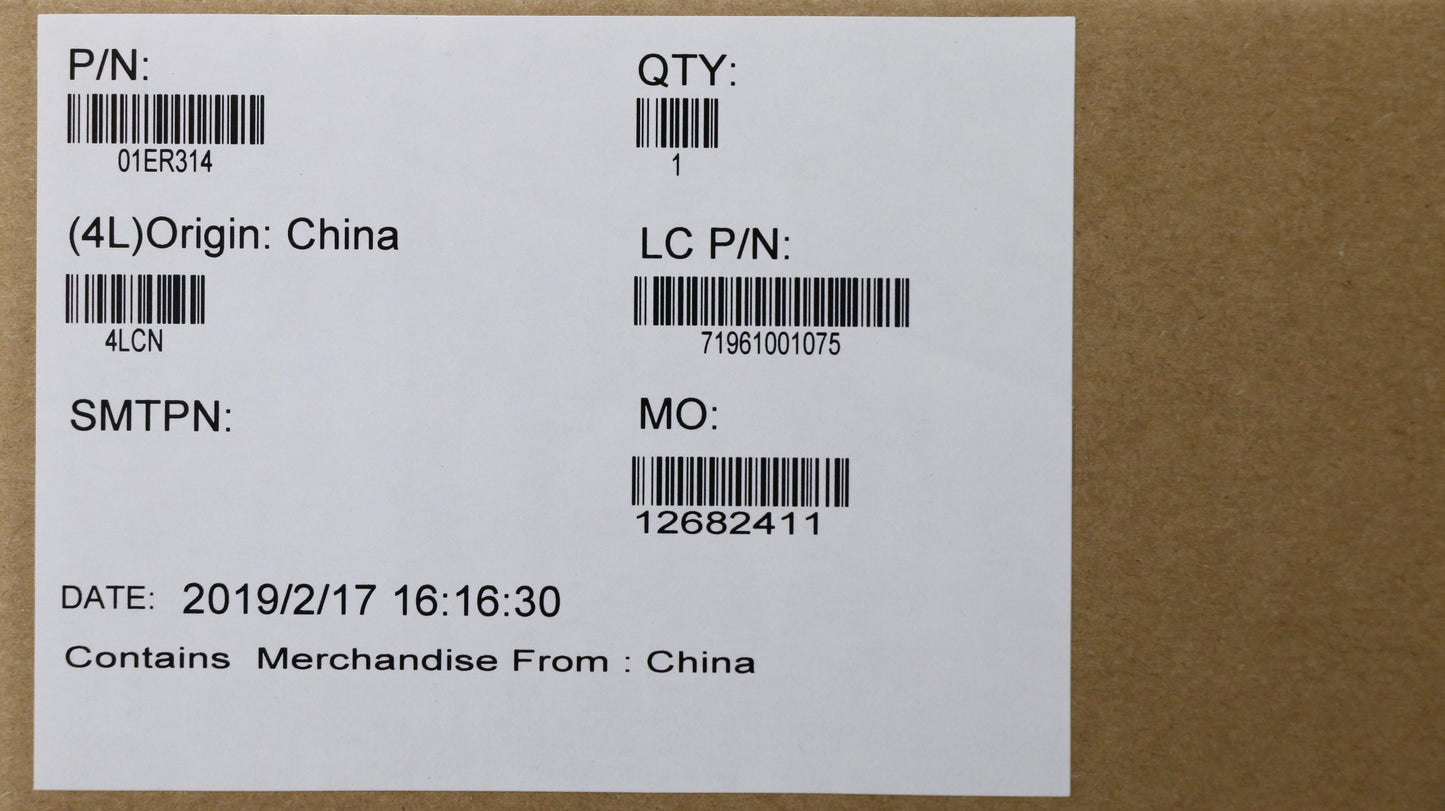 P/N:
01ER314
QTY:
1
(4L)Origin: China
4LCN
LC P/N:
71961001075
SMTPN:
MO:
12682411
DATE: 2019/2/17 16:16:30
Contains Merchandise From : China